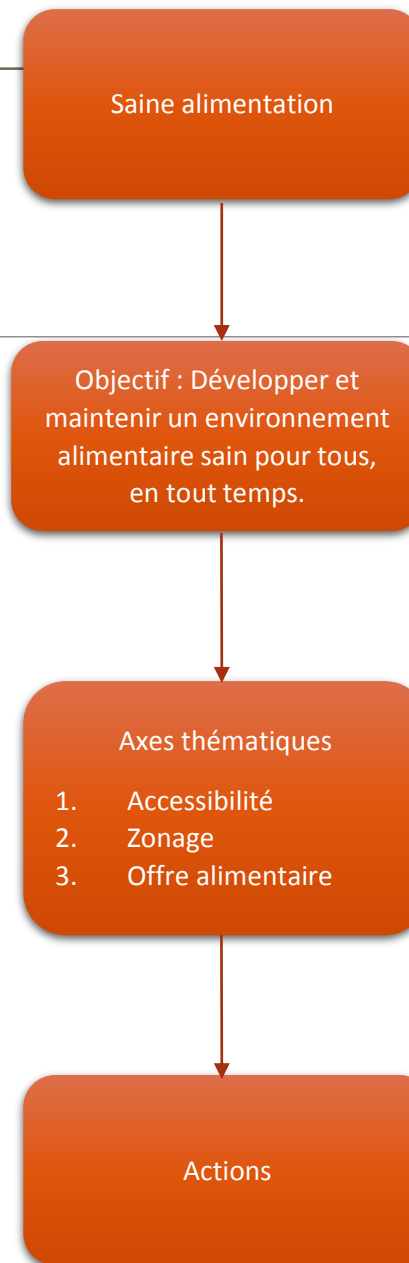 Saine alimentation
Objectif : Développer et
maintenir un environnement
alimentaire sain pour tous,
en tout temps.
Axes thématiques
1. Accessibilité
2. Zonage
3. Offre alimentaire
Actions